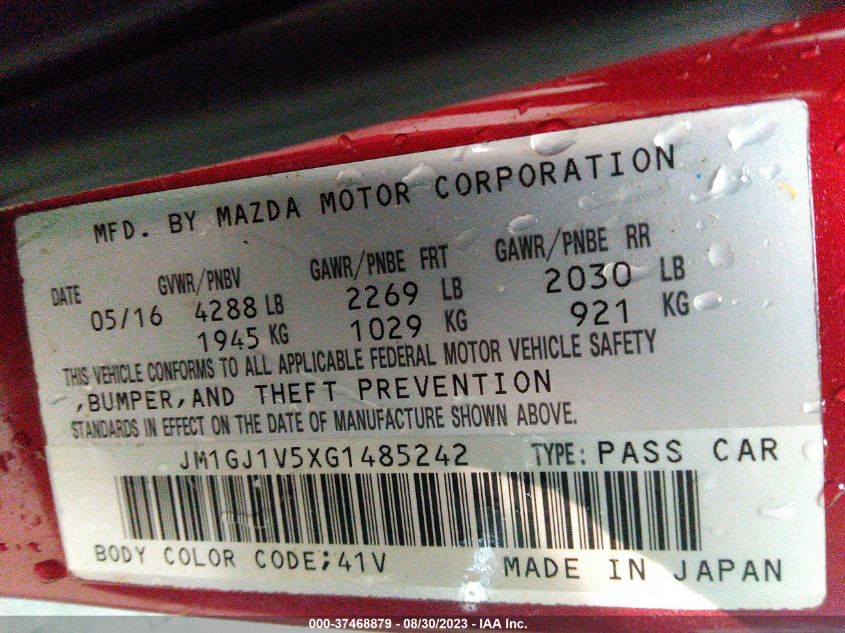 MFD. BY MAZDA MOTOR CORPORATION
DATE GVWR/PNBV GAWR/PNBE FRT GAWR/PNBE RR
05/16 4288 LB 2269 LB 2030 LB
1945 KG 1029 KG 921 KG
THIS VEHICLE CONFORMS TO ALL APPLICABLE FEDERAL MOTOR VEHICLE SAFETY
,BUMPER,AND THEFT PREVENTION
STANDARDS IN EFFECT ON THE DATE OF MANUFACTURE SHOWN ABOVE.
JM1GJ1V5XG1485242 TYPE: PASS CAR
BODY COLOR CODE;41V MADE IN JAPAN
000-37468879 - 08/30/2023 - IAA Inc.